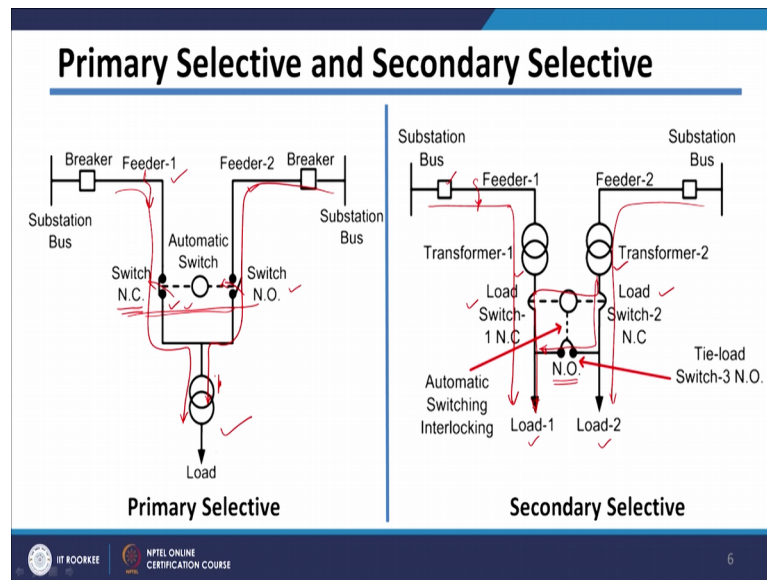 Primary Selective and Secondary Selective
Breaker
Feeder-1
Feeder-2
Breaker
Substation
Bus
Substation
Bus
Automatic
Switch
Switch
N.C.
Switch
N.O.
Load
Primary Selective
Substation
Bus
Substation
Bus
Feeder-1
Feeder-2
Transformer-1
Transformer-2
Load
Switch-
1 N.C
Load
Switch-2
N.C
N.O.
Tie-load
Switch-3 N.O.
Automatic
Switching
Interlocking
Load-1
Load-2
Secondary Selective
IIT ROORKEE
NPTEL
NPTEL ONLINE
CERTIFICATION COURSE
6